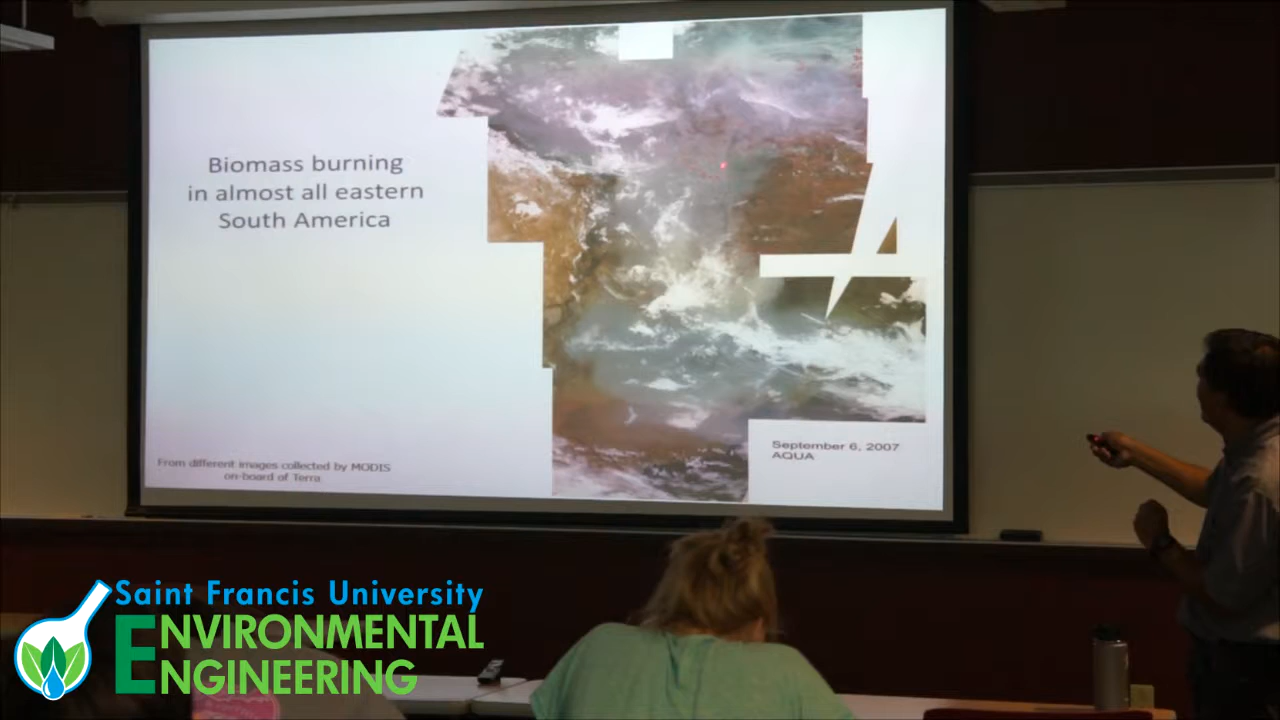 Biomass burning
in almost all eastern
South America
September 6, 2007
AQUA
From different images collected by MODIS
on-board of Terra
Saint Francis University
ENVIRONMENTAL
ENGINEERING